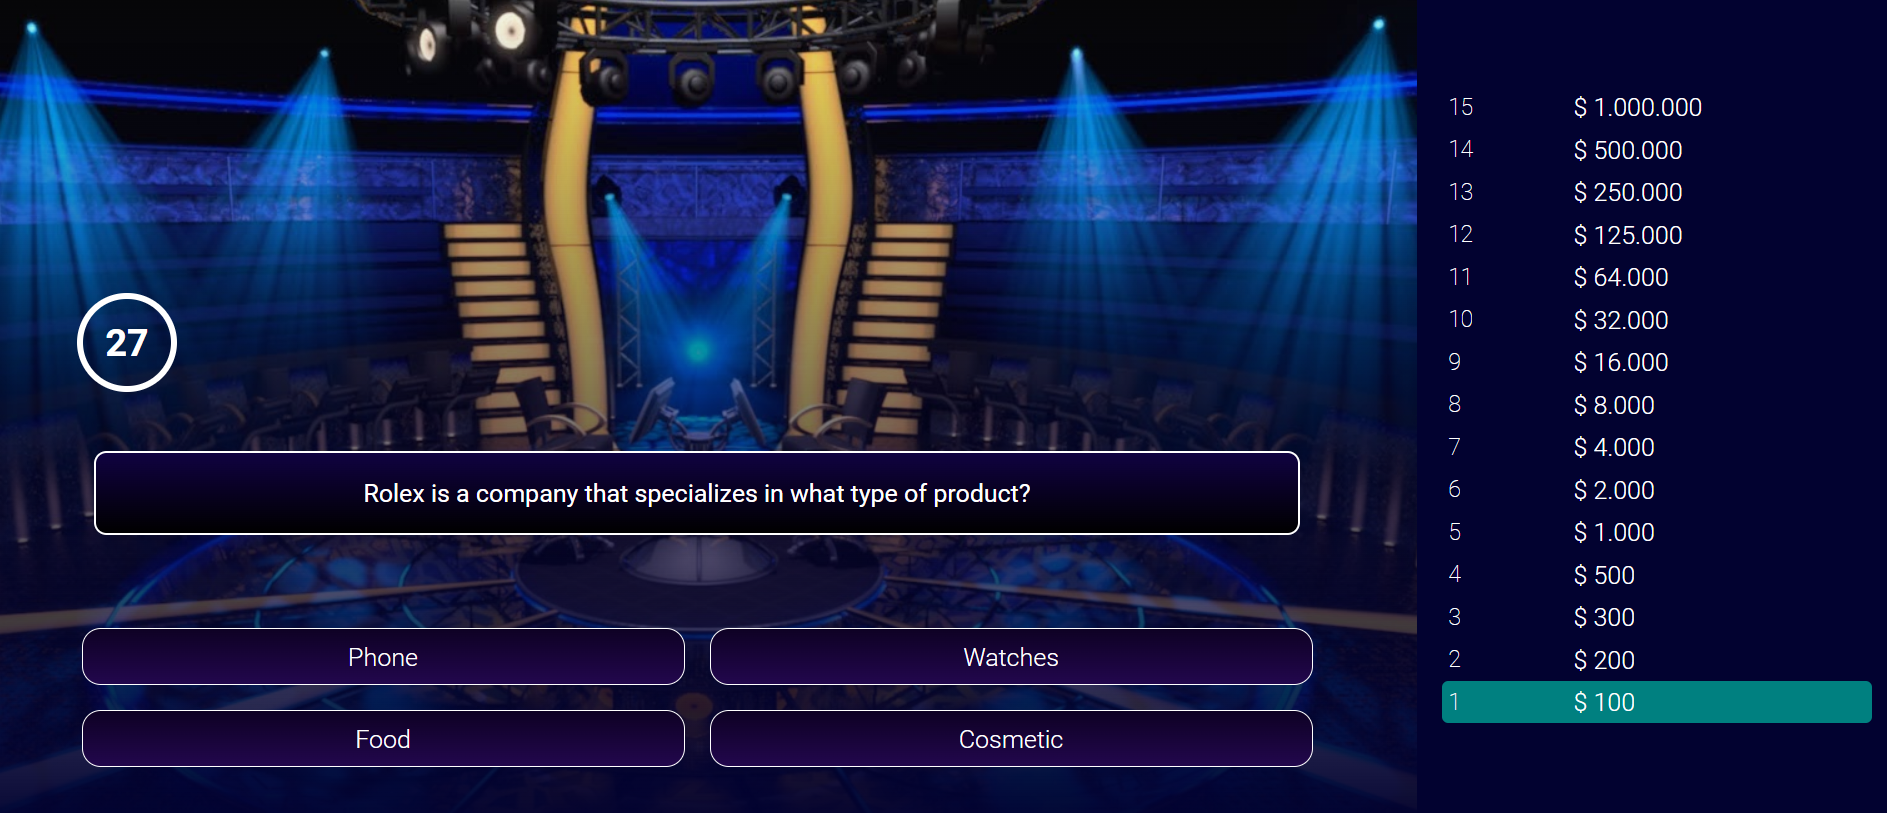 27
Rolex is a company that specializes in what type of product?
Phone
Watches
Food
Cosmetic
15 $ 1.000.000
14 $ 500.000
13 $ 250.000
12 $ 125.000
11 $ 64.000
10 $ 32.000
9 $ 16.000
8 $ 8.000
7 $ 4.000
6 $ 2.000
5 $ 1.000
4 $ 500
3 $ 300
2 $ 200
1 $ 100